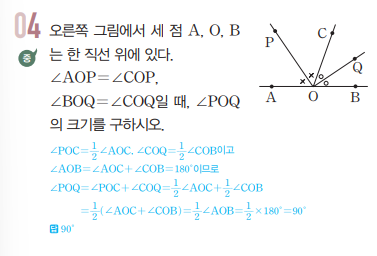 04
중
오른쪽 그림에서 세 점 A, O, B
는 한 직선 위에 있다.
∠AOP=∠COP,
∠BOQ=∠COQ일 때, ∠POQ
의 크기를 구하시오.
P
C
Q
A
O
B
∠POC=1/2∠AOC, ∠COQ=1/2∠COB이고
∠AOB=∠AOC+∠COB=180°이므로
∠POQ=∠POC+∠COQ=1/2∠AOC+1/2∠COB
=1/2(∠AOC+∠COB)=1/2∠AOB=1/2×180°=90°
답 90°